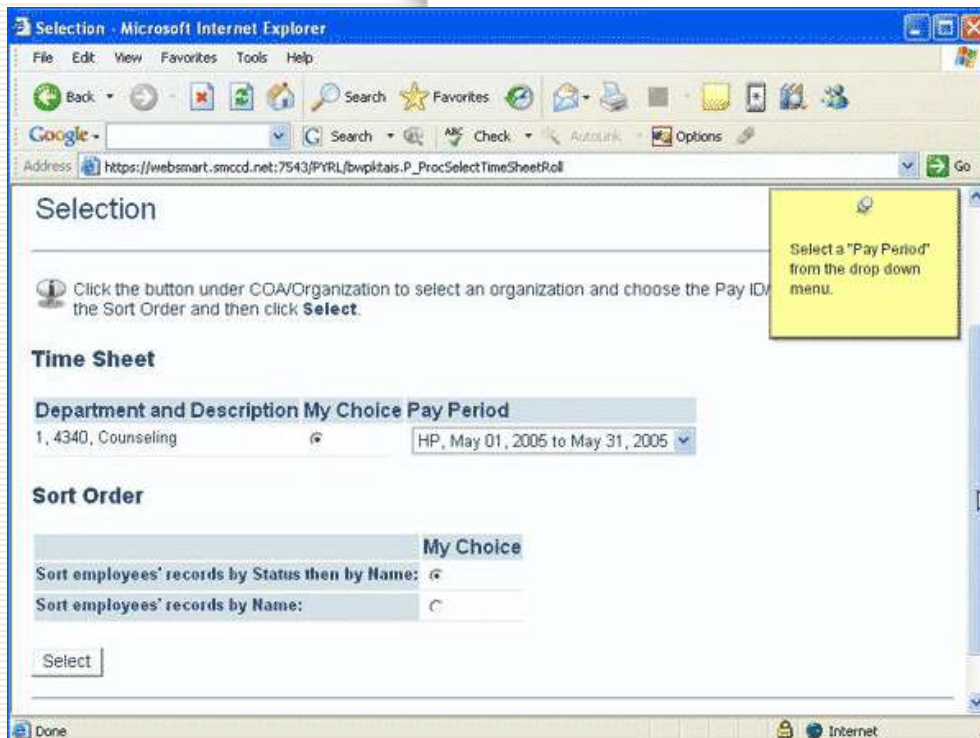 Selection - Microsoft Internet Explorer
File Edit View Favorites Tools Help
Back Search Favorites
Google Search ABC Check AutoLink Options
Address https://websmart.smccd.net:7543/PYRL/bwpktais.P_ProcSelectTimeSheetRoll Go
Selection
Select a "Pay Period"
from the drop down
menu.
Click the button under COA/Organization to select an organization and choose the Pay ID/
the Sort Order and then click Select.
Time Sheet
Department and Description My Choice Pay Period
1, 4340, Counseling HP, May 01, 2005 to May 31, 2005
Sort Order
My Choice
Sort employees' records by Status then by Name:
Sort employees' records by Name:
Select
Done Internet